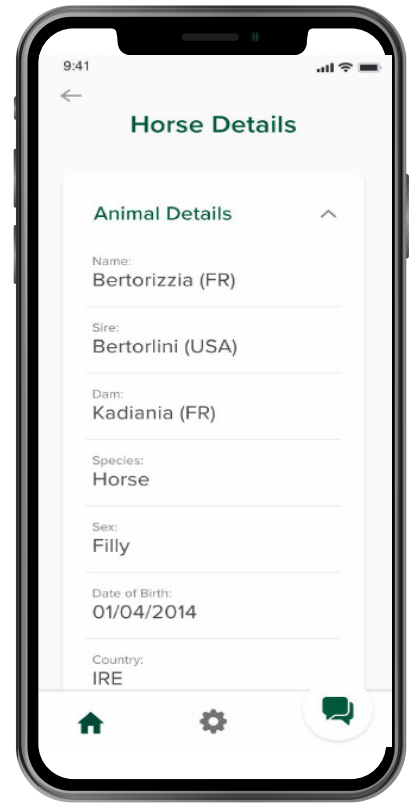 9:41
Horse Details
Animal Details
Name:
Bertorizzia (FR)
Sire:
Bertorlini (USA)
Dam:
Kadiania (FR)
Species:
Horse
Sex:
Filly
Date of Birth:
01/04/2014
Country:
IRE